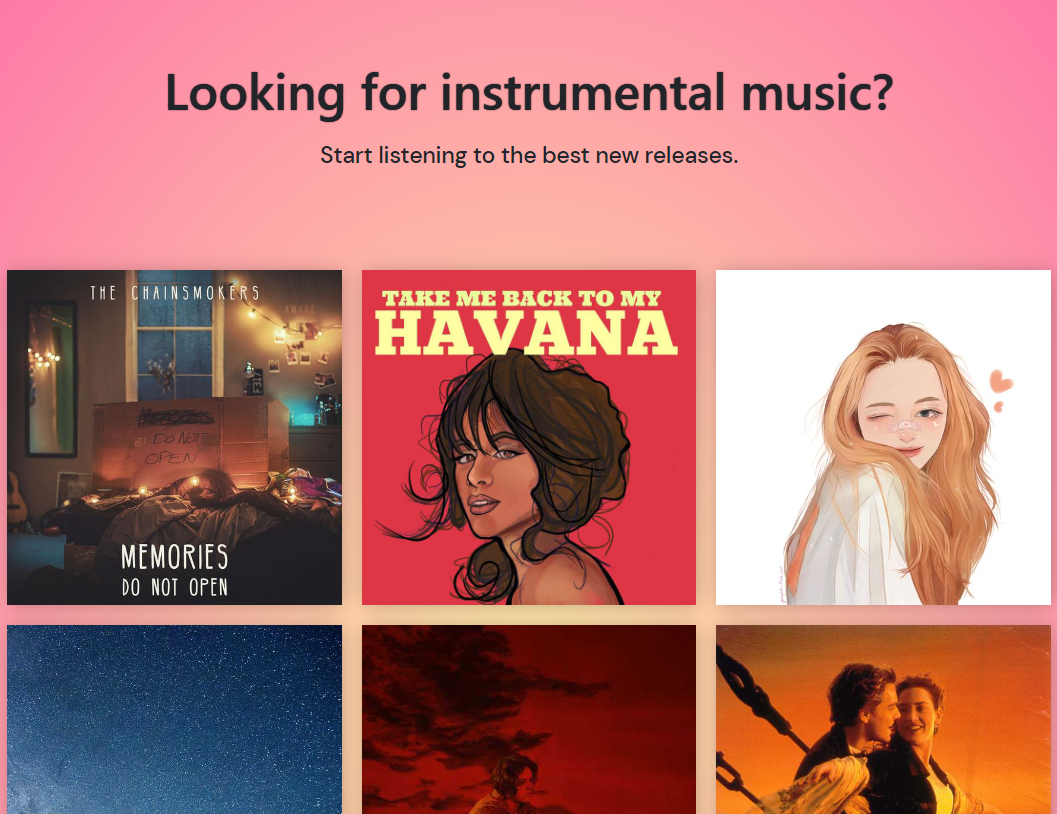 Looking for instrumental music?
Start listening to the best new releases.
THE CHAINSMOKERS
DO NOT
OPEN
MEMORIES
DO NOT OPEN
TAKE ME BACK TO MY
HAVANA